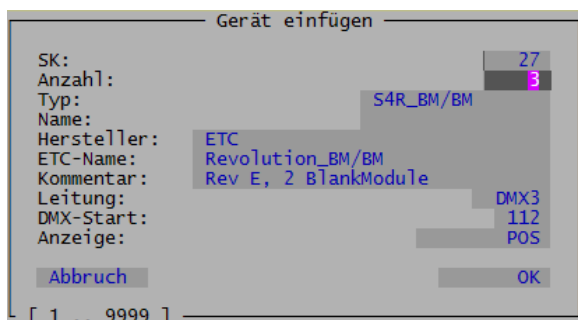 Gerät einfügen
SK: 27
Anzahl: 3
Typ: S4R_BM/BM
Name:
Hersteller: ETC
ETC-Name: Revolution_BM/BM
Kommentar: Rev E, 2 BlankModule
Leitung: DMX3
DMX-Start: 112
Anzeige: POS
Abbruch OK
[ 1 .. 9999 ]